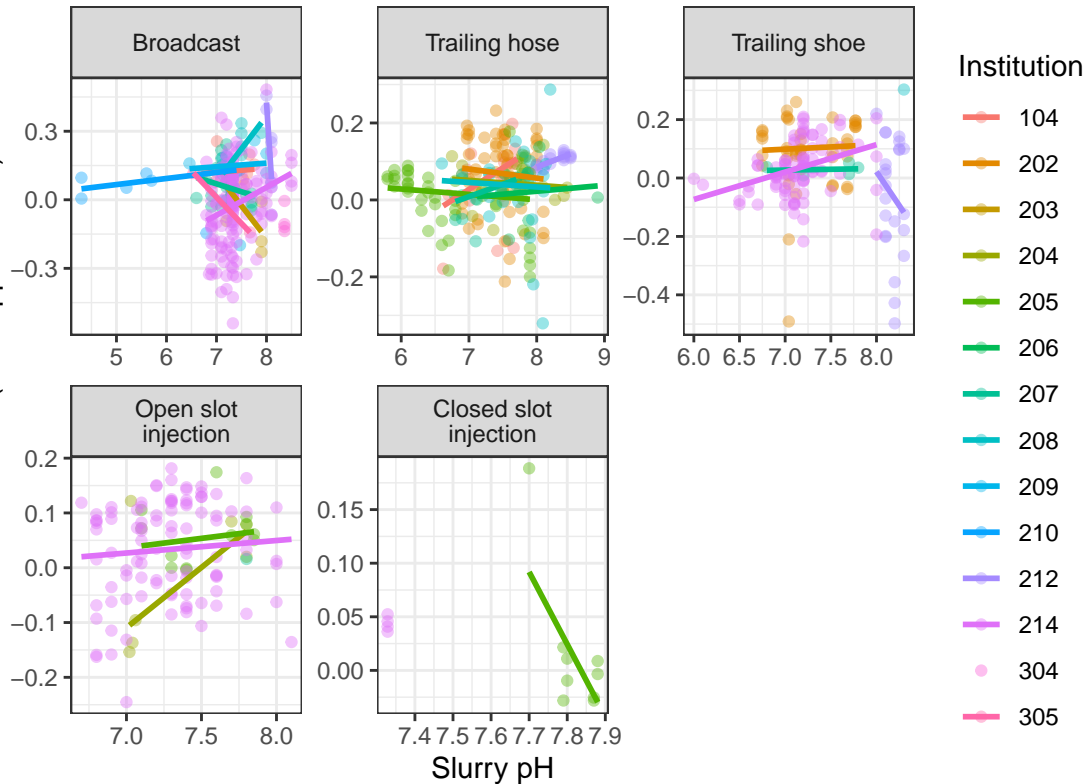 Broadcast
Trailing hose
Trailing shoe
0.3
0.0
−0.3
5 6 7 8
0.2
0.0
−0.2
6 7 8 9
0.2
0.0
−0.2
−0.4
6.0 6.5 7.0 7.5 8.0
Open slot
injection
Closed slot
injection
0.2
0.1
0.0
−0.1
−0.2
7.0 7.5 8.0
0.15
0.10
0.05
0.00
7.4 7.5 7.6 7.7 7.8 7.9
Slurry pH
Institution
104
202
203
204
205
206
207
208
209
210
212
214
304
305